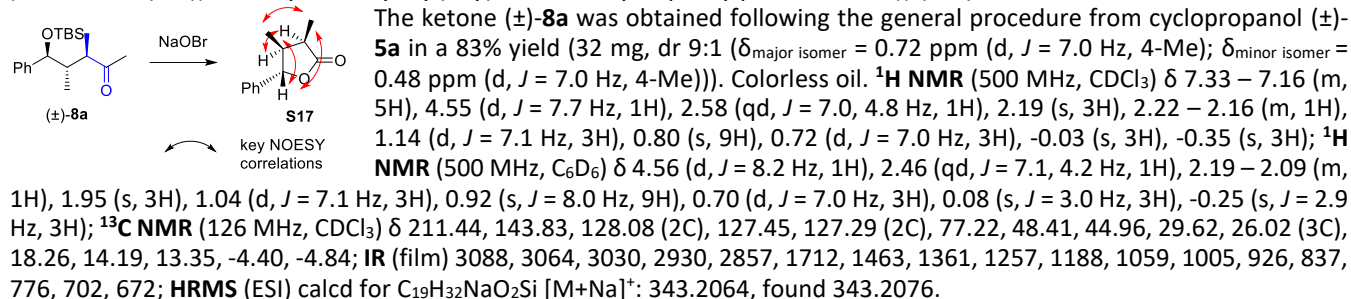 OTBS
Ph
O
(±)-8a
NaOBr
H
H
O
O
Ph
H
S17
key NOESY
correlations
The ketone (±)-8a was obtained following the general procedure from cyclopropanol (±)-
5a in a 83% yield (32 mg, dr 9:1 (δmajor isomer = 0.72 ppm (d, J = 7.0 Hz, 4-Me); δminor isomer =
0.48 ppm (d, J = 7.0 Hz, 4-Me))). Colorless oil. ¹H NMR (500 MHz, CDCl₃) δ 7.33 – 7.16 (m,
5H), 4.55 (d, J = 7.7 Hz, 1H), 2.58 (qd, J = 7.0, 4.8 Hz, 1H), 2.19 (s, 3H), 2.22 – 2.16 (m, 1H),
1.14 (d, J = 7.1 Hz, 3H), 0.80 (s, 9H), 0.72 (d, J = 7.0 Hz, 3H), -0.03 (s, 3H), -0.35 (s, 3H); ¹H
NMR (500 MHz, C₆D₆) δ 4.56 (d, J = 8.2 Hz, 1H), 2.46 (qd, J = 7.1, 4.2 Hz, 1H), 2.19 – 2.09 (m,
1H), 1.95 (s, 3H), 1.04 (d, J = 7.1 Hz, 3H), 0.92 (s, J = 8.0 Hz, 9H), 0.70 (d, J = 7.0 Hz, 3H), 0.08 (s, J = 3.0 Hz, 3H), -0.25 (s, J = 2.9
Hz, 3H); ¹³C NMR (126 MHz, CDCl₃) δ 211.44, 143.83, 128.08 (2C), 127.45, 127.29 (2C), 77.22, 48.41, 44.96, 29.62, 26.02 (3C),
18.26, 14.19, 13.35, -4.40, -4.84; IR (film) 3088, 3064, 3030, 2930, 2857, 1712, 1463, 1361, 1257, 1188, 1059, 1005, 926, 837,
776, 702, 672; HRMS (ESI) calcd for C₁₉H₃₂NaO₂Si [M+Na]⁺: 343.2064, found 343.2076.